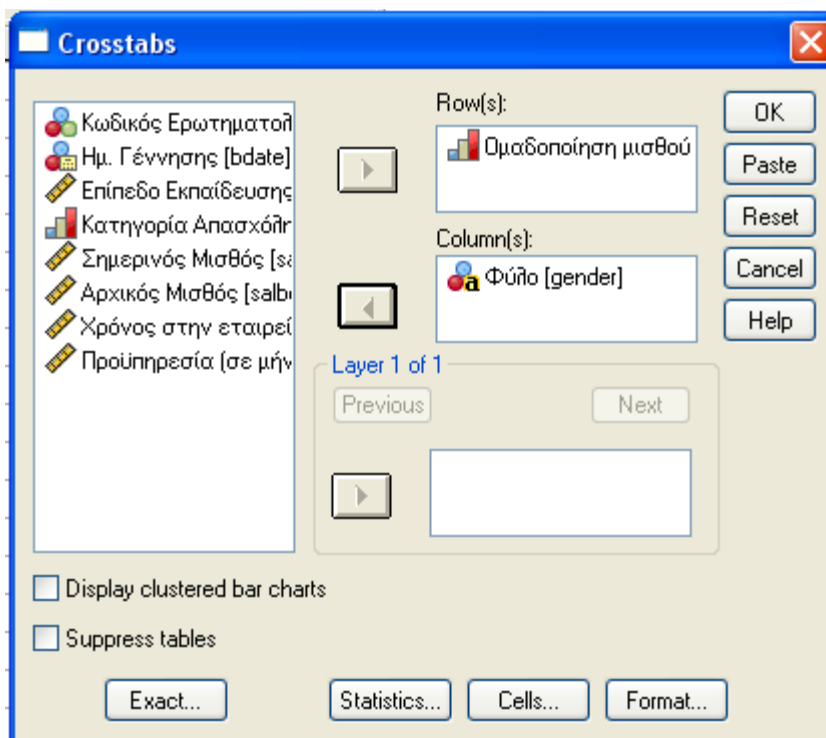 Crosstabs
Κωδικός Ερωτηματολ
Ημ. Γέννησης [bdate]
Επίπεδο Εκπαίδευσης
Κατηγορία Απασχόλη
Σημερινός Μισθός [sa
Αρχικός Μισθός [salb
Χρόνος στην εταιρεί
Προϋπηρεσία (σε μήν
Row(s):
Ομαδοποίηση μισθού
Column(s):
a Φύλο [gender]
Layer 1 of 1
Previous
Next
OK
Paste
Reset
Cancel
Help
Display clustered bar charts
Suppress tables
Exact...
Statistics...
Cells...
Format...